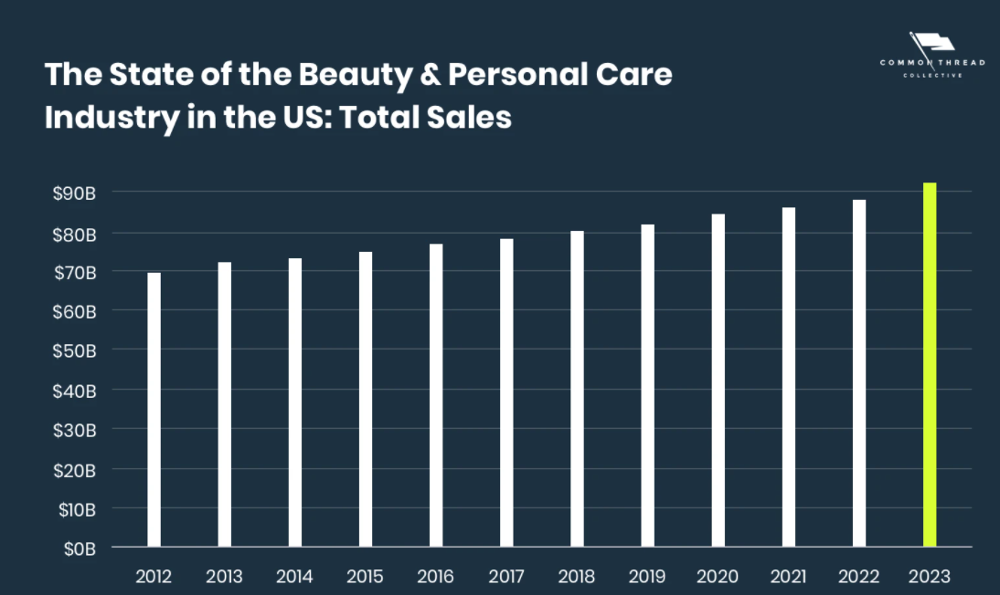 The State of the Beauty & Personal Care
Industry in the US: Total Sales
COMMON THREAD
COLLECTIVE
$90B
$80B
$70B
$60B
$50B
$40B
$30B
$20B
$10B
$0B
2012 2013 2014 2015 2016 2017 2018 2019 2020 2021 2022 2023